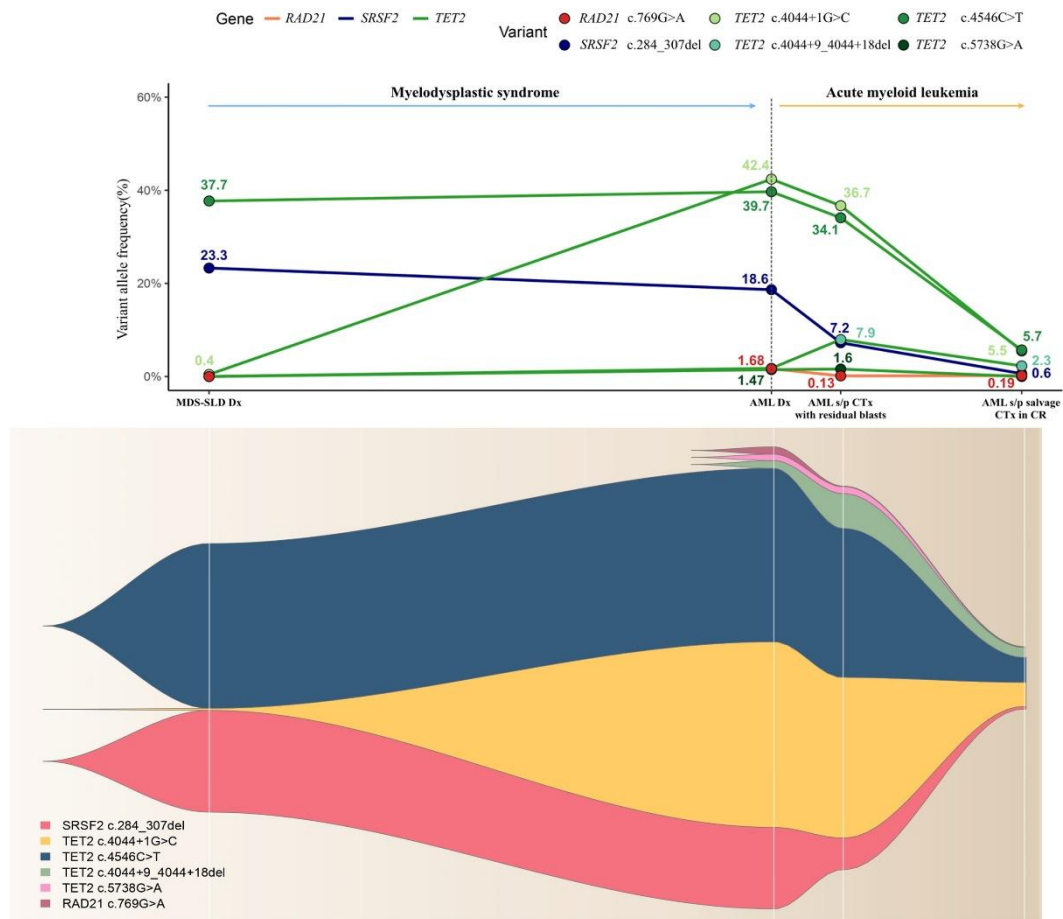 Gene RAD21 SRSF2 TET2
Variant
RAD21 c.769G>A TET2 c.4044+1G>C TET2 c.4546C>T
SRSF2 c.284_307del TET2 c.4044+9_4044+18del TET2 c.5738G>A
Myelodysplastic syndrome Acute myeloid leukemia
Variant allele frequency(%)
60%
40%
20%
0%
37.7
23.3
0.4
42.4
39.7
18.6
1.68
1.47
36.7
34.1
7.2
7.9
1.6
0.13
5.7
5.5
2.3
0.6
0.19
MDS-SLD Dx
AML Dx
AML s/p CTx
with residual blasts
AML s/p salvage
CTx in CR
SRSF2 c.284_307del
TET2 c.4044+1G>C
TET2 c.4546C>T
TET2 c.4044+9_4044+18del
TET2 c.5738G>A
RAD21 c.769G>A